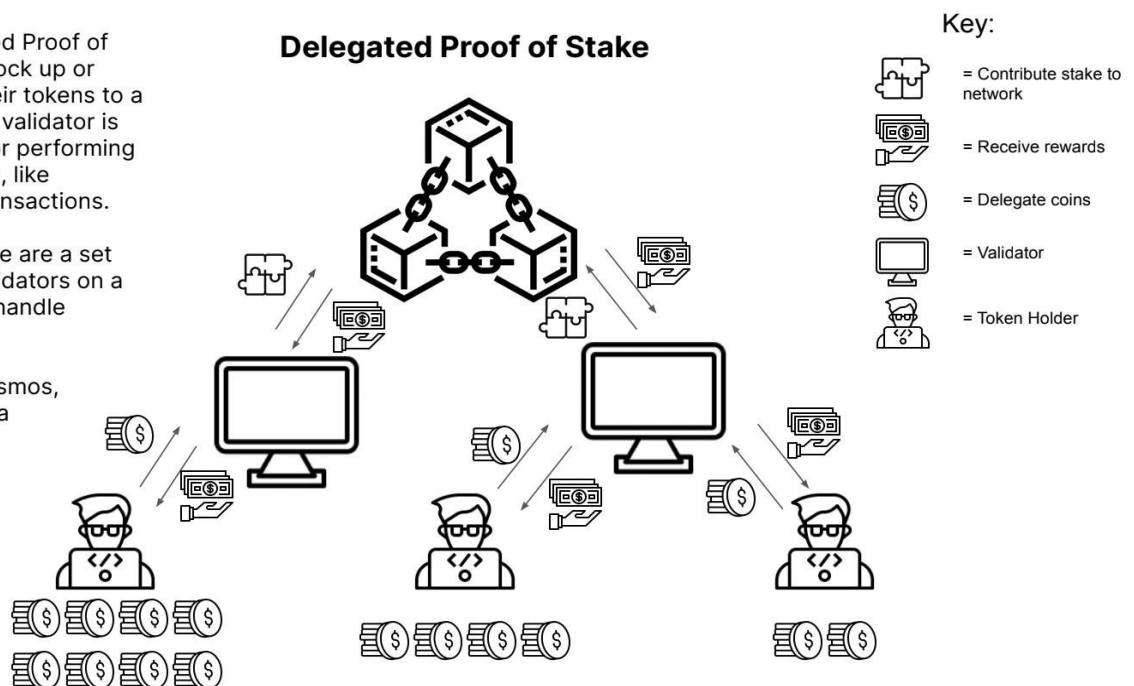 Delegated Proof of Stake
d Proof of
ock up or
eir tokens to a
validator is
or performing
, like
nsactions.
e are a set
dators on a
handle
smos,
a
Key:
= Contribute stake to
network
= Receive rewards
= Delegate coins
= Validator
= Token Holder